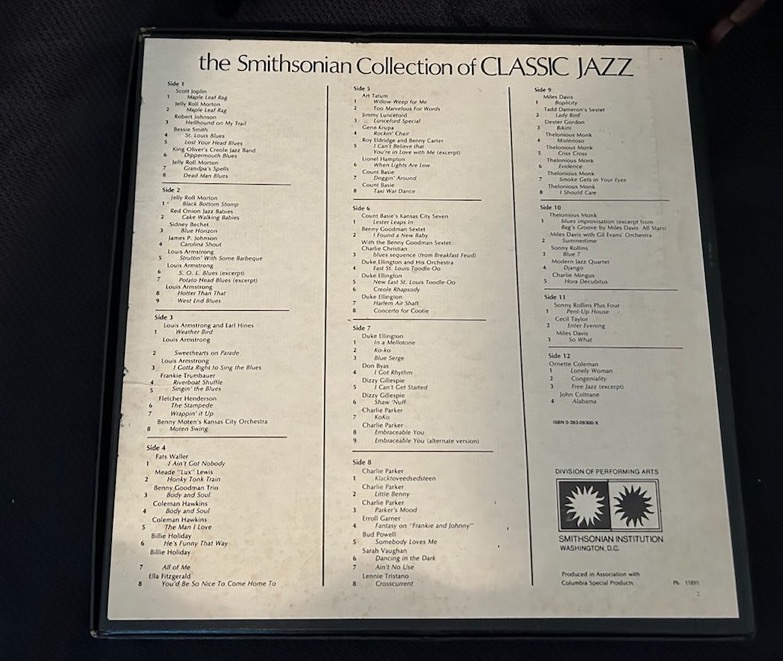 the Smithsonian Collection of CLASSIC JAZZ
Side 1
Scott Joplin
1 Maple Leaf Rag
Jelly Roll Morton
2 Maple Leaf Rag
Robert Johnson
3 Hellhound on My Trail
Bessie Smith
4 St. Louis Blues
5 Lost Your Head Blues
King Oliver's Creole Jazz Band
6 Dippermouth Blues
Jelly Roll Morton
7 Grandpa's Spells
8 Dead Man Blues
Side 2
Jelly Roll Morton
1 Black Bottom Stomp
Red Onion Jazz Babies
2 Cake Walking Babies
Sidney Bechet
3 Blue Horizon
James P. Johnson
4 Carolina Shout
Louis Armstrong
5 Struttin' With Some Barbeque
Louis Armstrong
6 S. O. L. Blues (excerpt)
7 Potato Head Blues (excerpt)
Louis Armstrong
8 Hotter Than That
9 West End Blues
Side 3
Louis Armstrong and Earl Hines
1 Weather Bird
Louis Armstrong
2 Sweethearts on Parade
Louis Armstrong
3 I Gotta Right to Sing the Blues
Frankie Trumbauer
4 Riverboat Shuffle
5 Singin' the Blues
Fletcher Henderson
6 The Stampede
7 Wrappin' it Up
Benny Moten's Kansas City Orchestra
8 Moten Swing
Side 4
Fats Waller
1 I Ain't Got Nobody
Meade "Lux" Lewis
2 Honky Tonk Train
Benny Goodman Trio
3 Body and Soul
Coleman Hawkins
4 Body and Soul
Coleman Hawkins
5 The Man I Love
Billie Holiday
6 He's Funny That Way
Billie Holiday
7 All of Me
Ella Fitzgerald
8 You'd Be So Nice To Come Home To
Side 5
Art Tatum
1 Willow Weep for Me
2 Too Marvelous For Words
Jimmy Lunceford
3 Lunceford Special
Gene Krupa
4 Rockin' Chair
Roy Eldridge and Benny Carter
5 I Can't Believe that
You're in Love with Me (excerpt)
Lionel Hampton
6 When Lights Are Low
Count Basie
7 Doggin' Around
Count Basie
8 Taxi War Dance
Side 6
Count Basie's Kansas City Seven
1 Lester Leaps In
Benny Goodman Sextet
2 I Found a New Baby
With the Benny Goodman Sextet:
Charlie Christian
3 blues sequence (from Breakfast Feud)
Duke Ellington and His Orchestra
4 East St. Louis Toodle-Oo
Duke Ellington
5 New East St. Louis Toodle-Oo
6 Creole Rhapsody
Duke Ellington
7 Harlem Air Shaft
8 Concerto for Cootie
Side 7
Duke Ellington
1 In a Mellotone
2 Ko-ko
3 Blue Serge
Don Byas
4 I Got Rhythm
Dizzy Gillespie
5 I Can't Get Started
Dizzy Gillespie
6 Shaw 'Nuff
Charlie Parker
7 KoKo
Charlie Parker
8 Embraceable You
9 Embraceable You (alternate version)
Side 8
Charlie Parker
1 Klacktoveedsedsteen
Charlie Parker
2 Little Benny
Charlie Parker
3 Parker's Mood
Erroll Garner
4 Fantasy on "Frankie and Johnny"
Bud Powell
5 Somebody Loves Me
Sarah Vaughan
6 Dancing in the Dark
7 Ain't No Use
Lennie Tristano
8 Crosscurrent
Side 9
Miles Davis
1 Boplicity
Tadd Dameron's Sextet
2 Lady Bird
Dexter Gordon
3 Bikini
Thelonious Monk
4 Misterioso
Thelonious Monk
5 Criss Cross
Thelonious Monk
6 Evidence
Thelonious Monk
7 Smoke Gets in Your Eyes
Thelonious Monk
8 I Should Care
Side 10
Thelonious Monk
1 blues improvisation (excerpt from
Bag's Groove by Miles Davis All Stars)
Miles Davis with Gil Evans' Orchestra
2 Summertime
Sonny Rollins
3 Blue 7
Modern Jazz Quartet
4 Django
Charlie Mingus
5 Hora Decubitus
Side 11
Sonny Rollins Plus Four
1 Pent-Up House
Cecil Taylor
2 Enter Evening
Miles Davis
3 So What
Side 12
Ornette Coleman
1 Lonely Woman
2 Congeniality
3 Free Jazz (excerpt)
John Coltrane
4 Alabama
DIVISION OF PERFORMING ARTS
SMITHSONIAN INSTITUTION
WASHINGTON, D.C.
Produced in Association with
Columbia Special Products